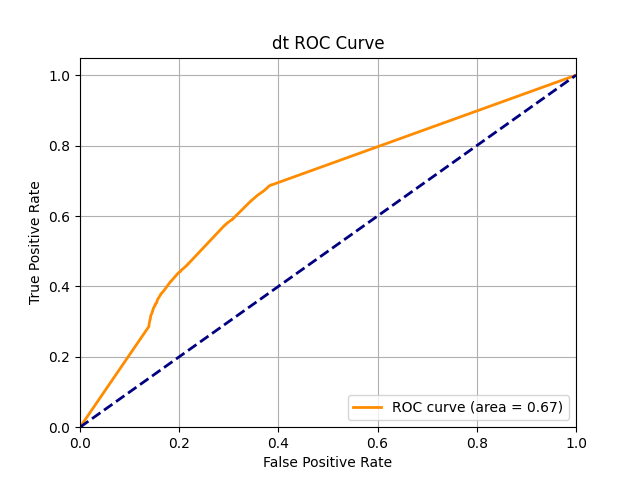 dt ROC Curve
True Positive Rate
1.0
0.8
0.6
0.4
0.2
0.0
ROC curve (area = 0.67)
0.0 0.2 0.4 0.6 0.8 1.0
False Positive Rate